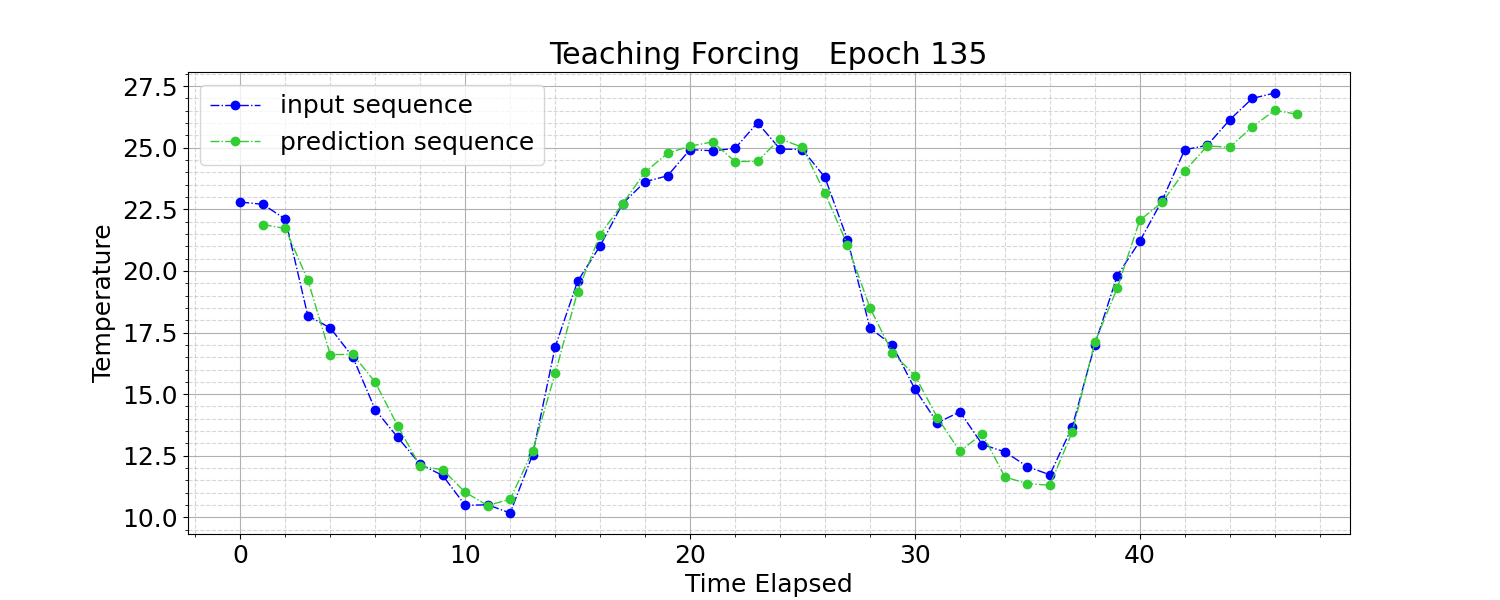 Teaching Forcing   Epoch 135
27.5
25.0
22.5
20.0
17.5
15.0
12.5
10.0
Temperature
input sequence
prediction sequence
0 10 20 30 40
Time Elapsed